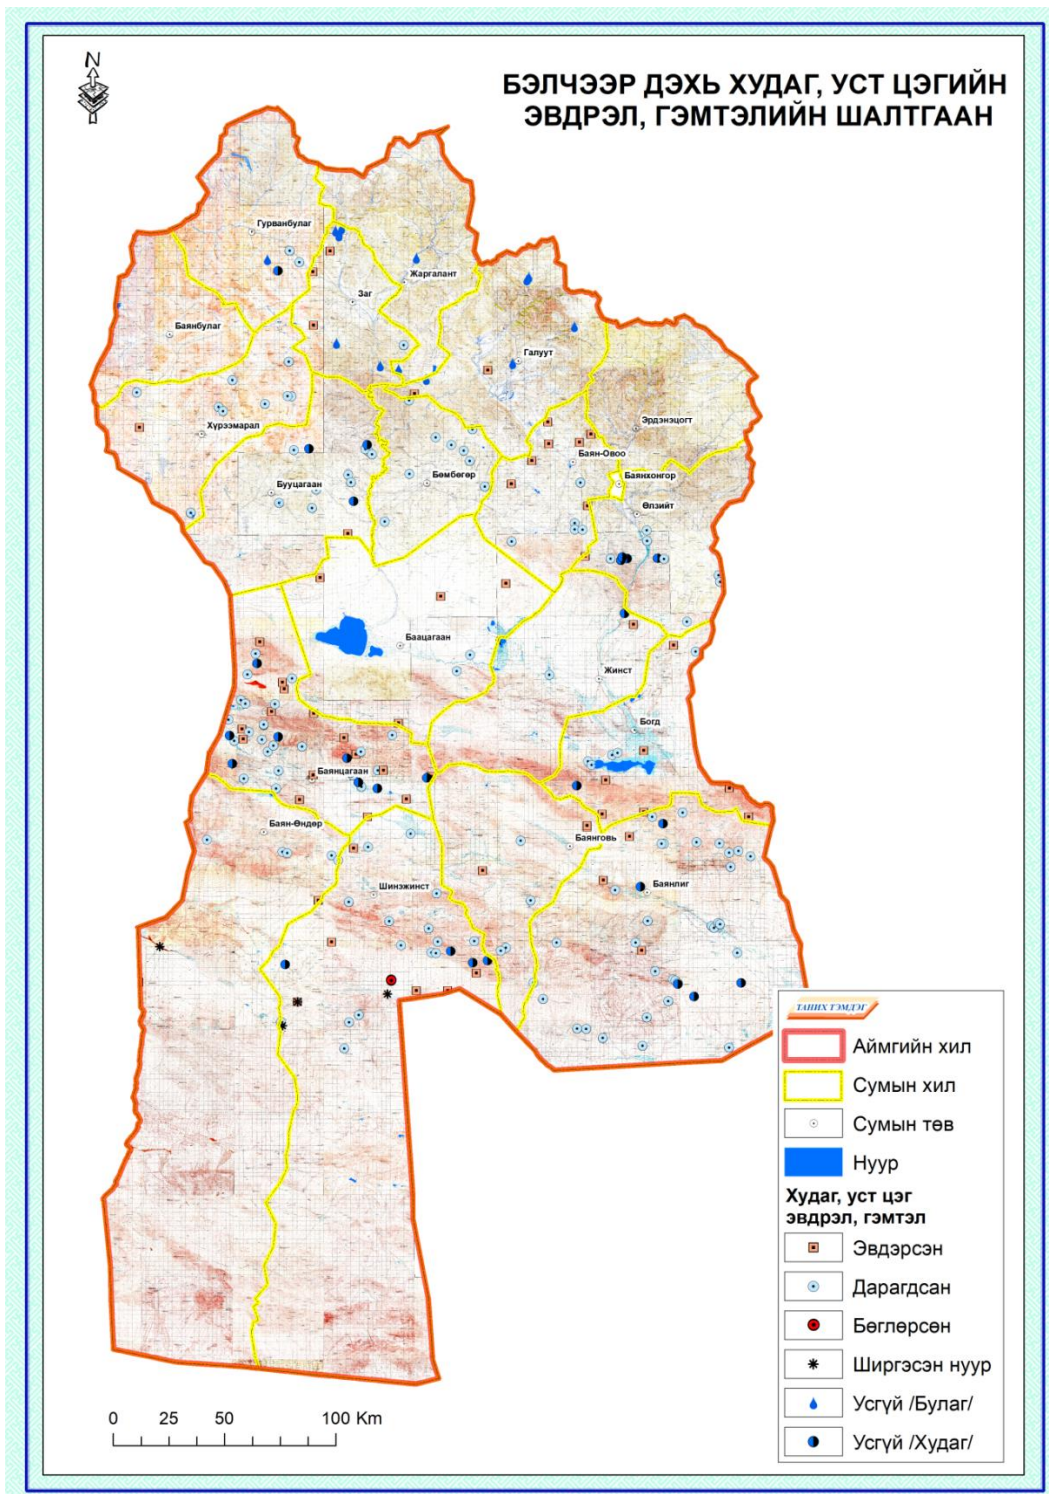 N
БЭЛЧЭЭР ДЭХЬ ХУДАГ, УСТ ЦЭГИЙН
ЭВДРЭЛ, ГЭМТЭЛИЙН ШАЛТГААН
Гурванбулаг
Жаргалант
Заг
Баянбулаг
Галуут
Хүрээмарал
Эрдэнэцогт
Баян-Овоо
Бөмбөгөр
Баянхонгор
Бууцагаан
Өлзийт
Баацагаан
Жинст
Богд
Баянцагаан
Баян-Өндөр
Баянговь
Шинэжинст
Баянлиг
ТАНИХ ТЭМДЭГ
Аймгийн хил
Сумын хил
Сумын төв
Нуур
Худаг, уст цэг
эвдрэл, гэмтэл
Эвдэрсэн
Дарагдсан
Бөглөрсөн
Ширгэсэн нуур
Усгүй /Булаг/
Усгүй /Худаг/
0 25 50 100 Km